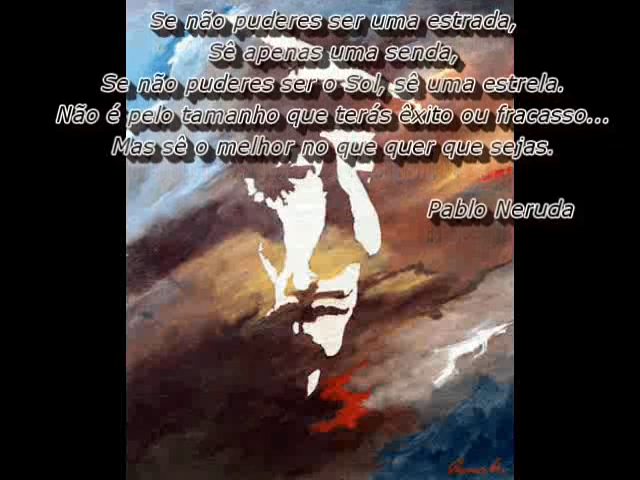 Se não puderes ser uma estrada,
Sê apenas uma senda,
Se não puderes ser o Sol, sê uma estrela.
Não é pelo tamanho que terás êxito ou fracasso...
Mas sê o melhor no que quer que sejas.
Pablo Neruda